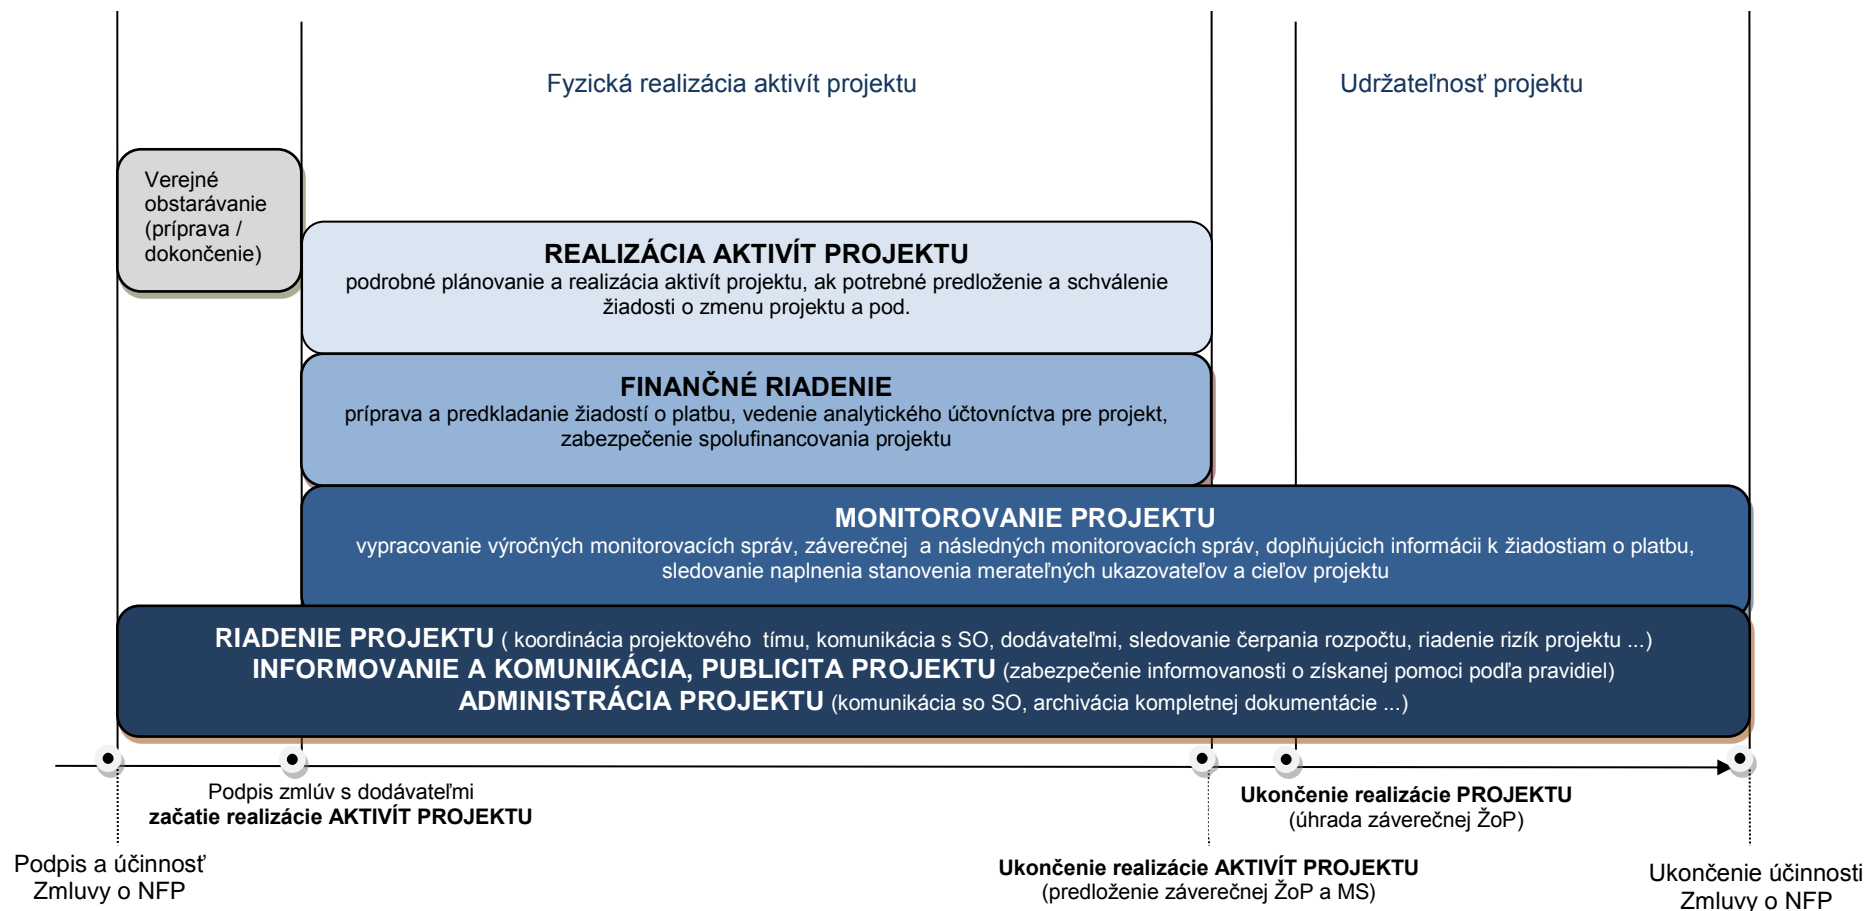 Fyzická realizácia aktivít projektu
Udržateľnosť projektu
Verejné
obstarávanie
(príprava /
dokončenie)
REALIZÁCIA AKTIVÍT PROJEKTU
podrobné plánovanie a realizácia aktivít projektu, ak potrebné predloženie a schválenie
žiadosti o zmenu projektu a pod.
FINANČNÉ RIADENIE
príprava a predkladanie žiadostí o platbu, vedenie analytického účtovníctva pre projekt,
zabezpečenie spolufinancovania projektu
MONITOROVANIE PROJEKTU
vypracovanie výročných monitorovacích správ, záverečnej a následných monitorovacích správ, doplňujúcich informácii k žiadostiam o platbu,
sledovanie naplnenia stanovenia merateľných ukazovateľov a cieľov projektu
RIADENIE PROJEKTU ( koordinácia projektového tímu, komunikácia s SO, dodávateľmi, sledovanie čerpania rozpočtu, riadenie rizík projektu ...)
INFORMOVANIE A KOMUNIKÁCIA, PUBLICITA PROJEKTU (zabezpečenie informovanosti o získanej pomoci podľa pravidiel)
ADMINISTRÁCIA PROJEKTU (komunikácia so SO, archivácia kompletnej dokumentácie ...)
Podpis zmlúv s dodávateľmi
začatie realizácie AKTIVÍT PROJEKTU
Ukončenie realizácie PROJEKTU
(úhrada záverečnej ŽoP)
Podpis a účinnosť
Zmluvy o NFP
Ukončenie realizácie AKTIVÍT PROJEKTU
(predloženie záverečnej ŽoP a MS)
Ukončenie účinnosti
Zmluvy o NFP